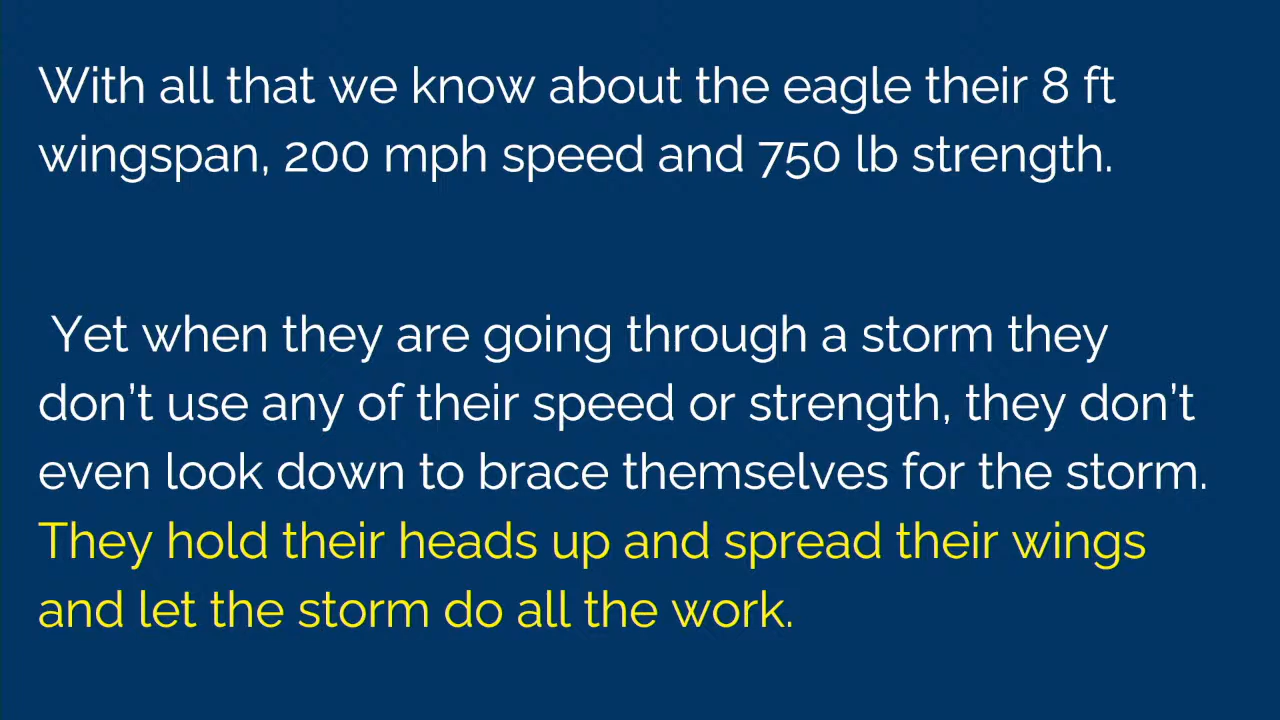 With all that we know about the eagle their 8 ft
wingspan, 200 mph speed and 750 lb strength.
Yet when they are going through a storm they
don't use any of their speed or strength, they don't
even look down to brace themselves for the storm.
They hold their heads up and spread their wings
and let the storm do all the work.